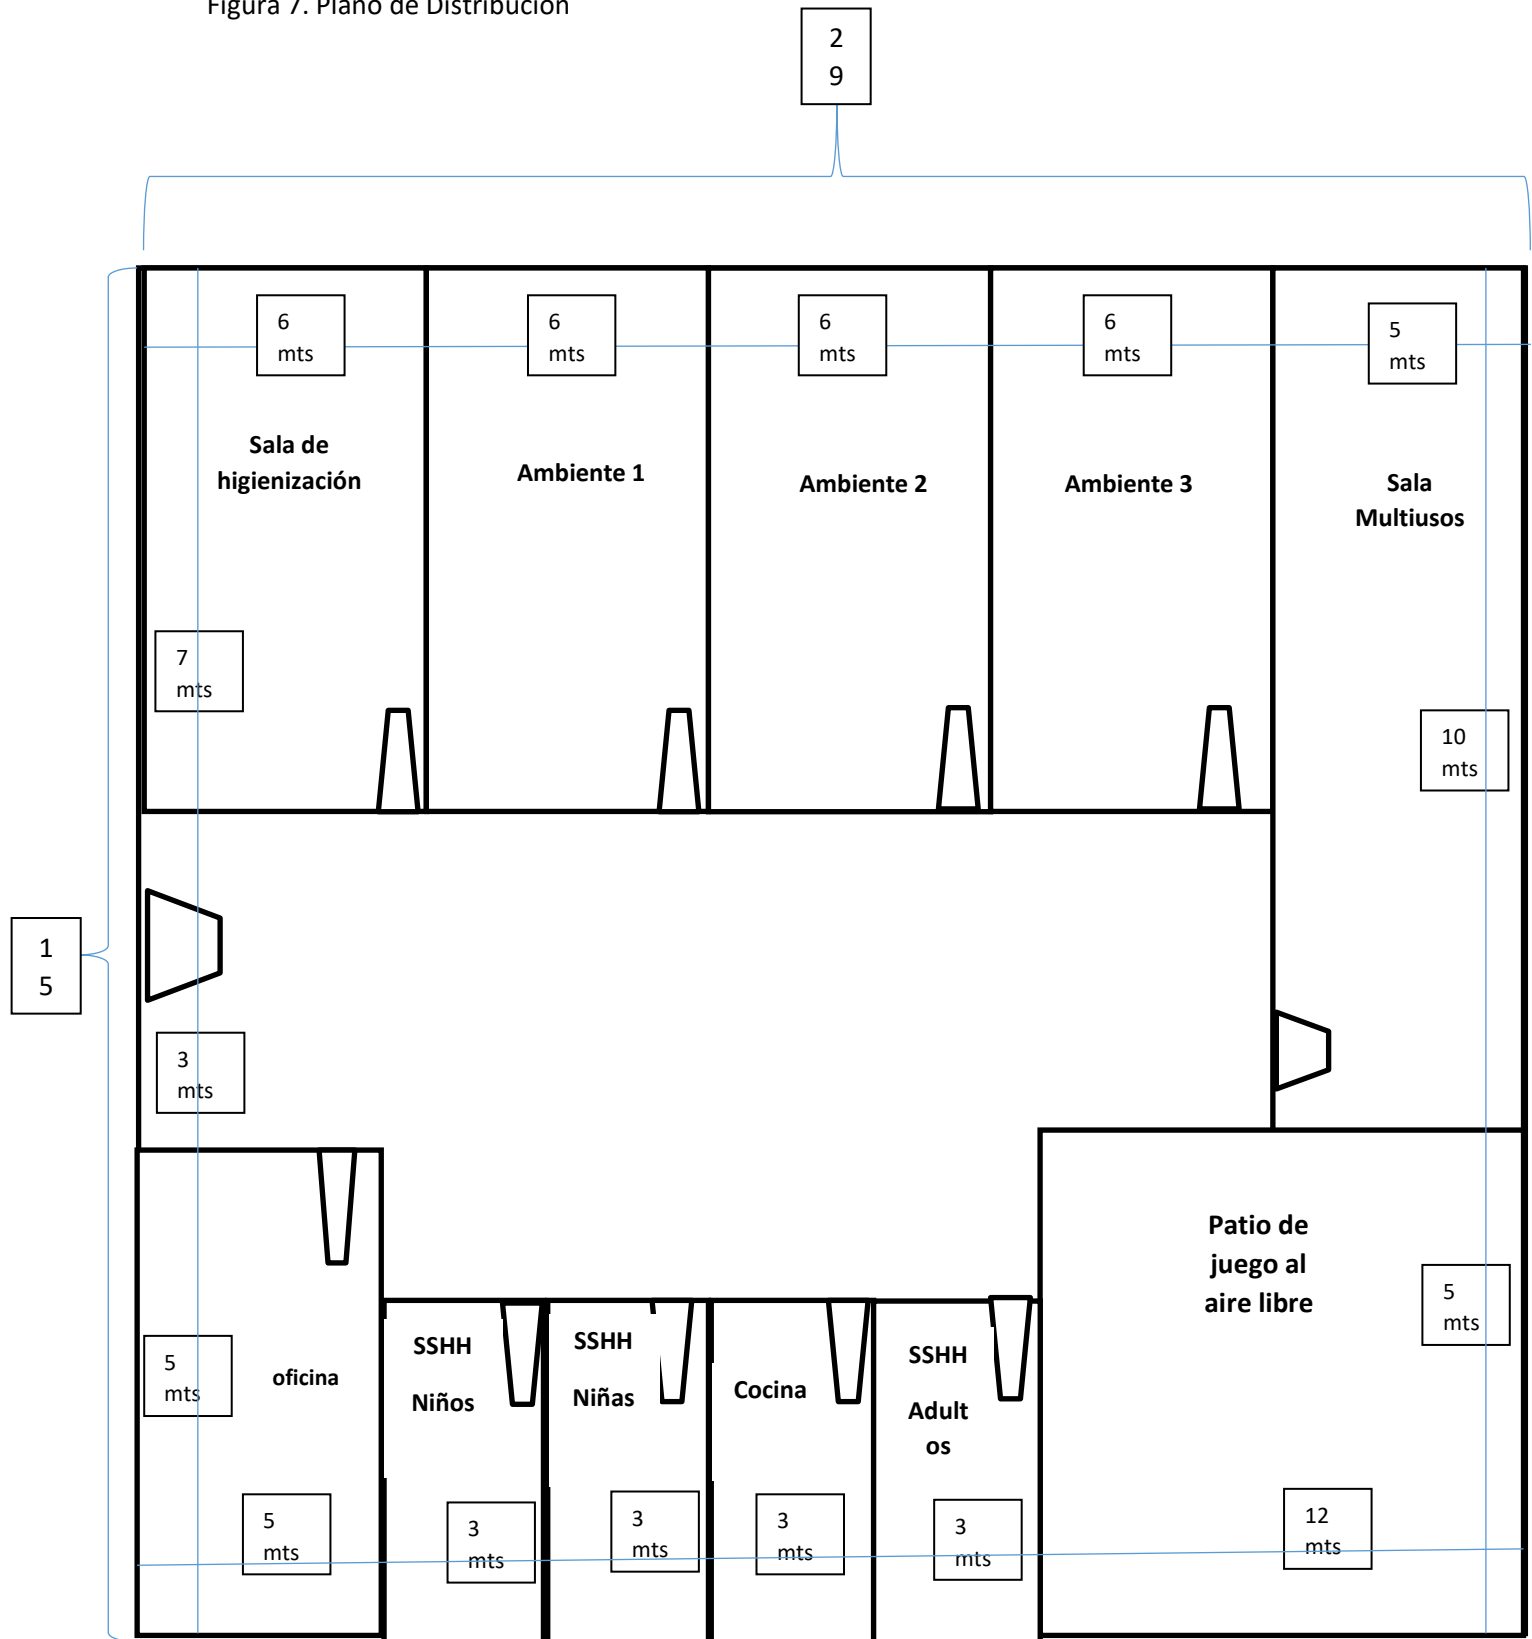 Figura 7. Plano de Distribución
2
9
6
mts
6
mts
6
mts
6
mts
5
mts
Sala de
higienización
Ambiente 1
Ambiente 2
Ambiente 3
Sala
Multiusos
7
mts
10
mts
1
5
3
mts
Patio de
juego al
aire libre
5
mts
5
mts
oficina
SSHH
Niños
SSHH
Niñas
Cocina
SSHH
Adult
os
5
mts
3
mts
3
mts
3
mts
3
mts
12
mts